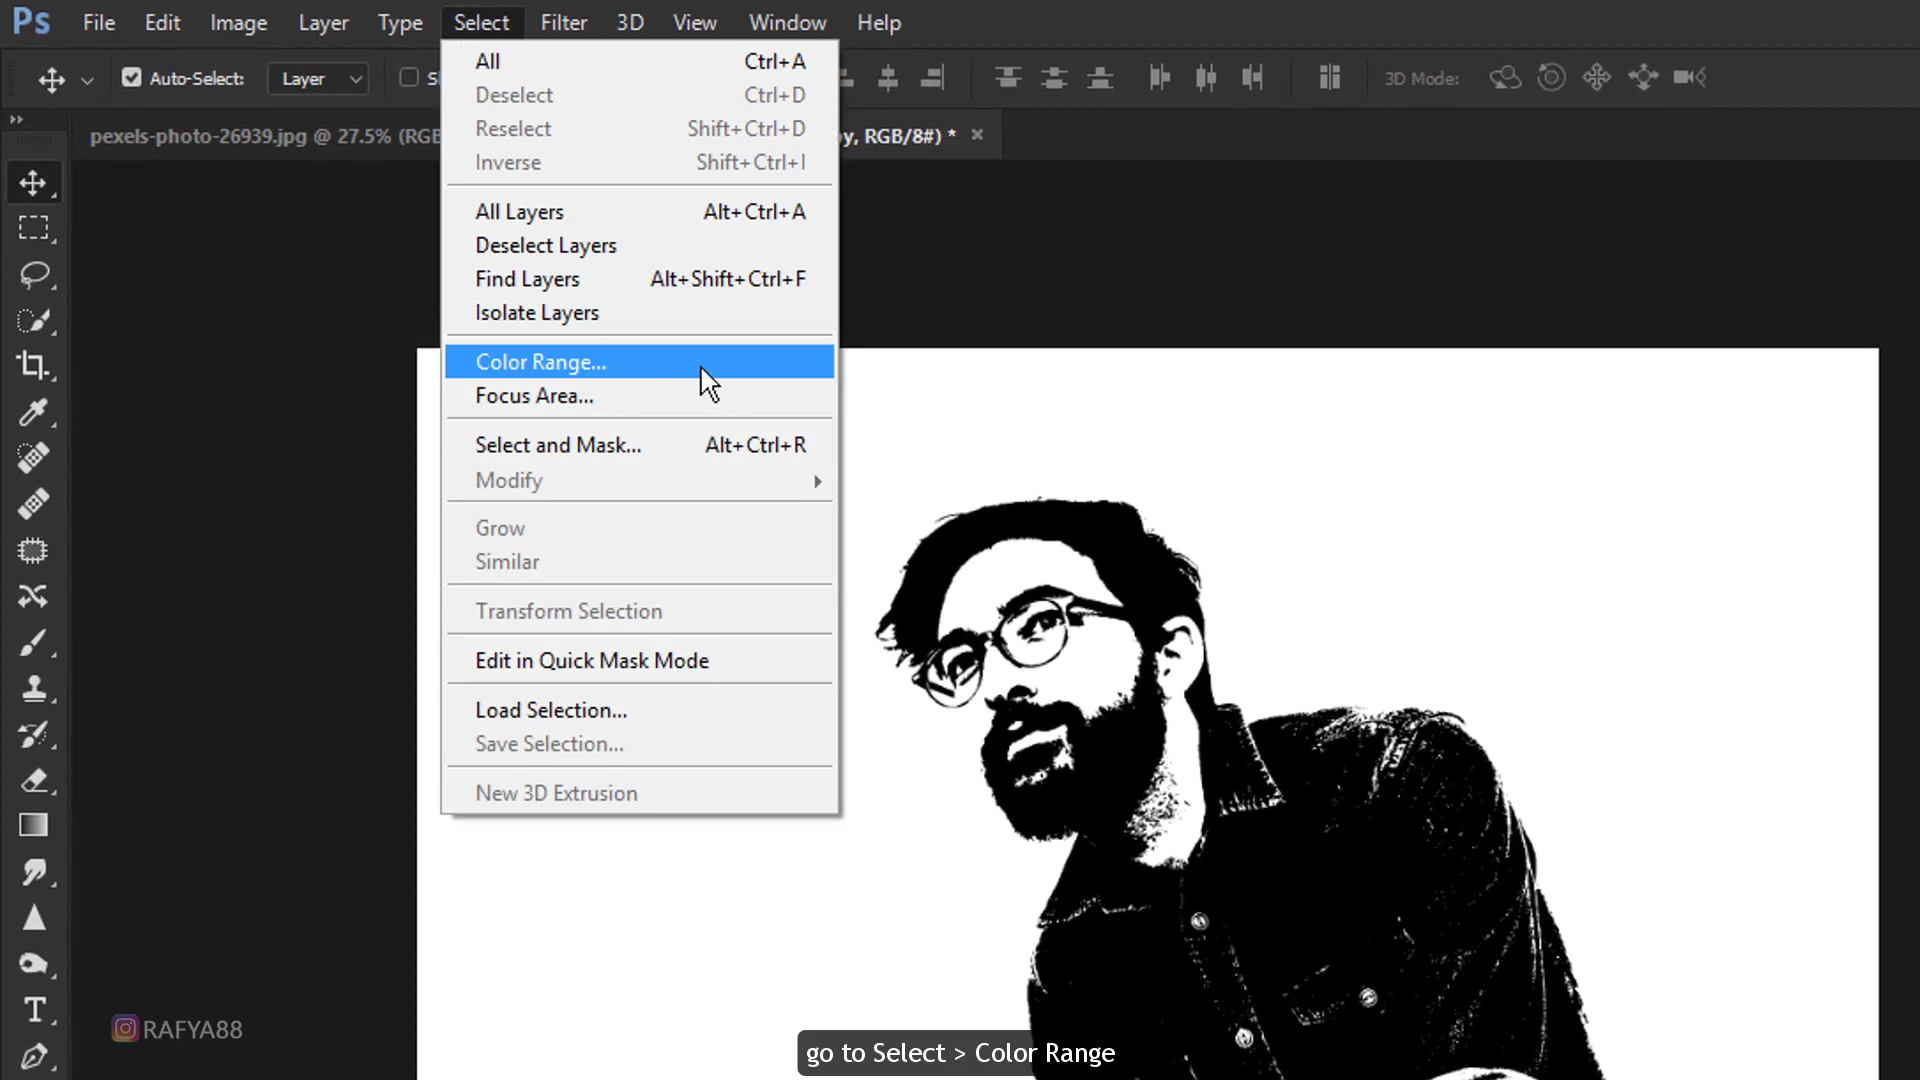 Ps File Edit Image Layer Type Select Filter 3D View Window Help
Auto-Select: Layer 3D Mode:
pexels-photo-26939.jpg @ 27.5% (RGB y, RGB/8#) *
All Ctrl+A
Deselect Ctrl+D
Reselect Shift+Ctrl+D
Inverse Shift+Ctrl+I
All Layers Alt+Ctrl+A
Deselect Layers
Find Layers Alt+Shift+Ctrl+F
Isolate Layers
Color Range...
Focus Area...
Select and Mask... Alt+Ctrl+R
Modify
Grow
Similar
Transform Selection
Edit in Quick Mask Mode
Load Selection...
Save Selection...
New 3D Extrusion
RAFYA88
go to Select > Color Range